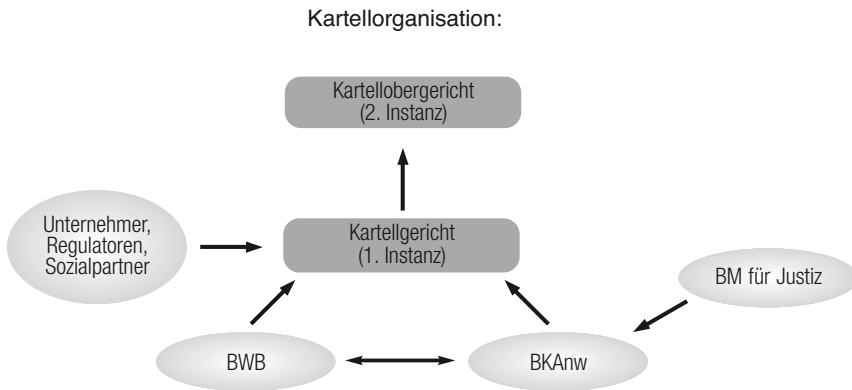 Kartellorganisation:
Kartellobergericht
(2. Instanz)
Unternehmer,
Regulatoren,
Sozialpartner
Kartellgericht
(1. Instanz)
BM für Justiz
BWB
BKAnw